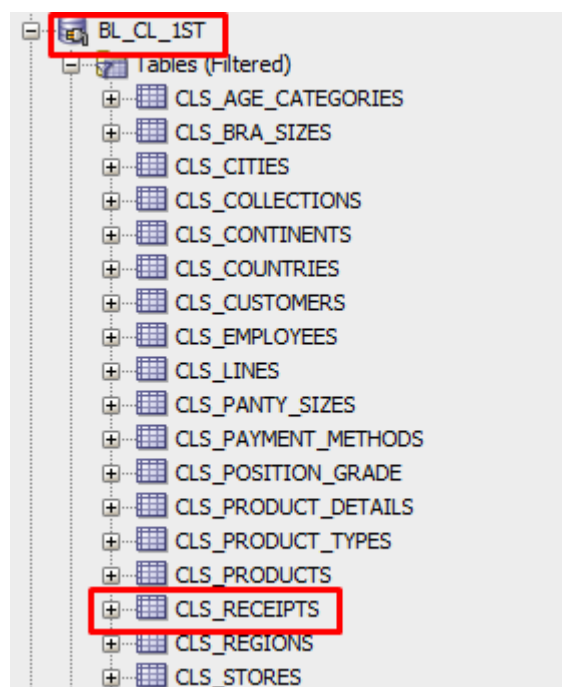 BL_CL_1ST
Tables (Filtered)
CLS_AGE_CATEGORIES
CLS_BRA_SIZES
CLS_CITIES
CLS_COLLECTIONS
CLS_CONTINENTS
CLS_COUNTRIES
CLS_CUSTOMERS
CLS_EMPLOYEES
CLS_LINES
CLS_PANTY_SIZES
CLS_PAYMENT_METHODS
CLS_POSITION_GRADE
CLS_PRODUCT_DETAILS
CLS_PRODUCT_TYPES
CLS_PRODUCTS
CLS_RECEIPTS
CLS_REGIONS
CLS_STORES